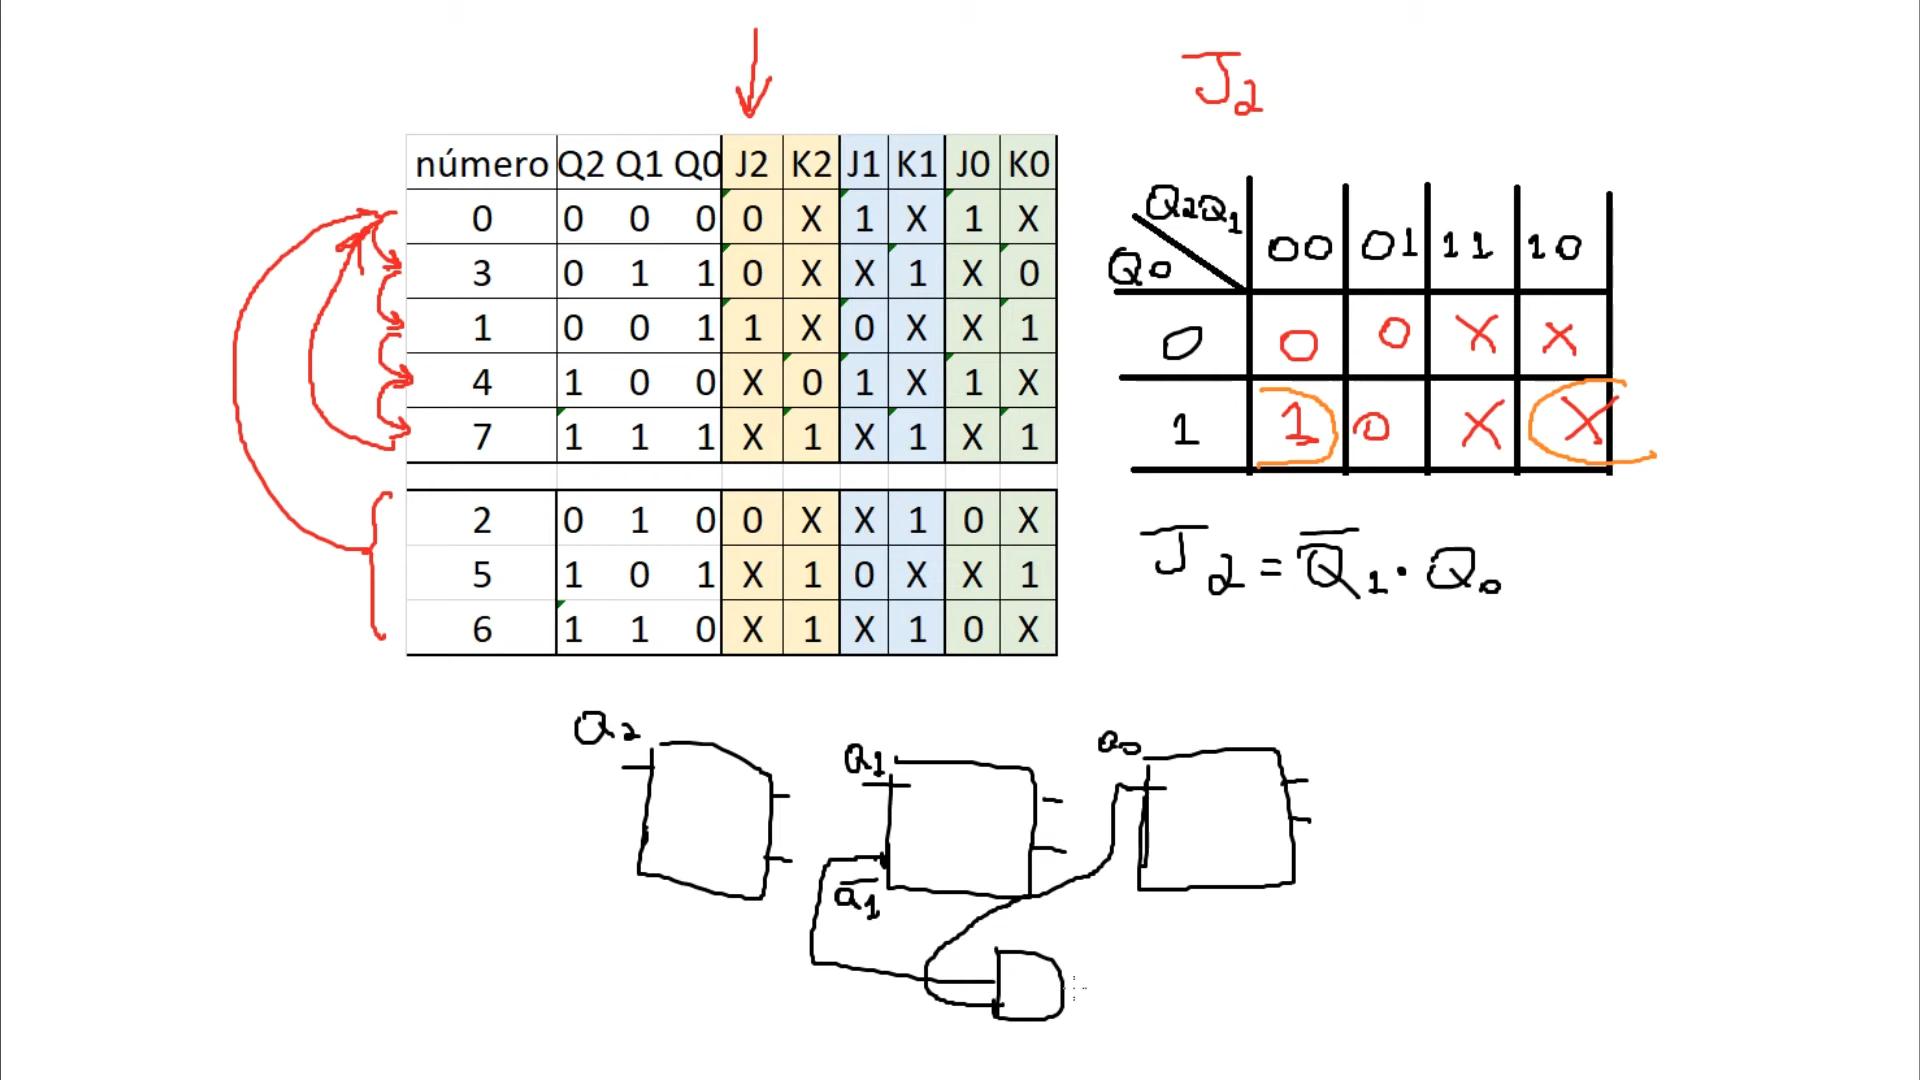 J2
número Q2 Q1 Q0 J2 K2 J1 K1 J0 K0
0 0 0 0 0 X 1 X 1 X
3 0 1 1 0 X X 1 X 0
1 0 0 1 1 X 0 X X 1
4 1 0 0 X 0 1 X 1 X
7 1 1 1 X 1 X 1 X 1
2 0 1 0 0 X X 1 0 X
5 1 0 1 X 1 0 X X 1
6 1 1 0 X 1 X 1 0 X
Q2Q1
Q0
00 01 11 10
0 0 0 X X
1 1 0 X X
J2 = Q̅1 · Q0
Q2
Q1
Q0
Q̅1